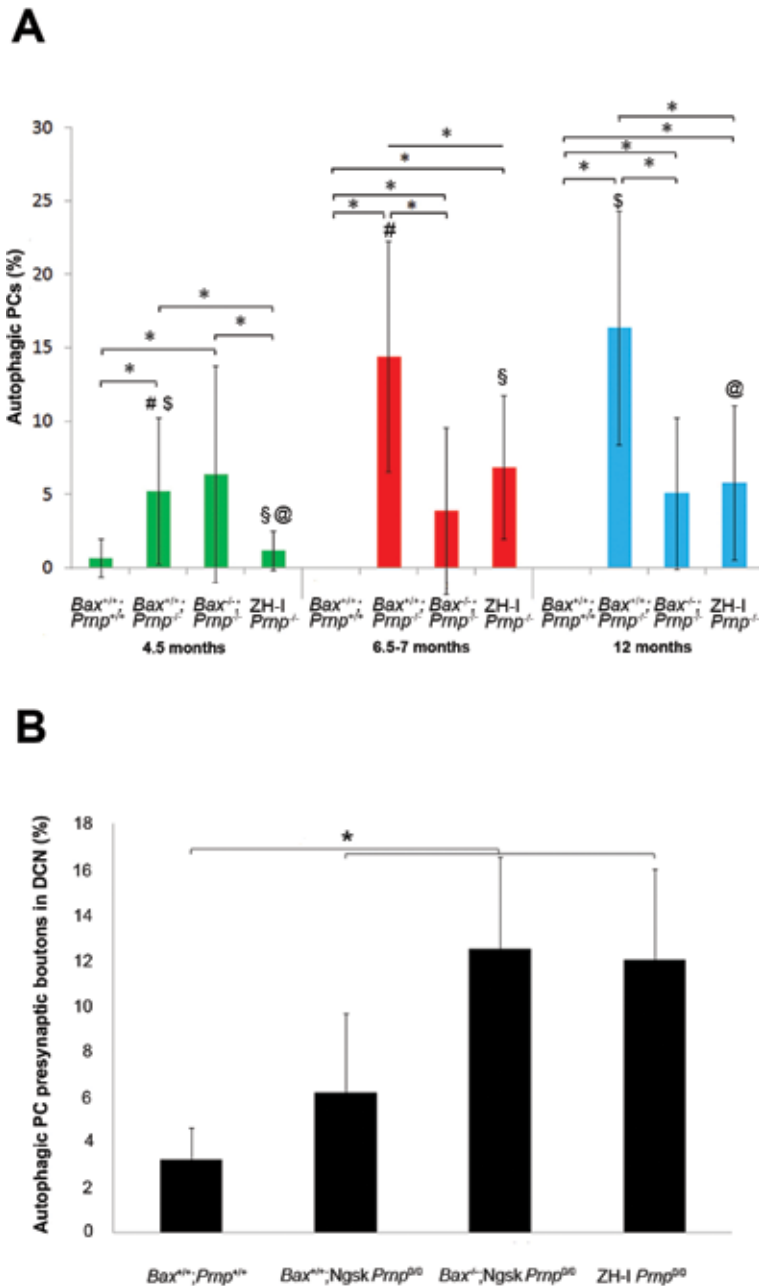 A
Autophagic PCs (%)
* * * *
* * *
* * * * *
30
25
20
15
10
5
0
# $
§ @
#
§
$
@
Bax+/+; Bax+/+; Bax-/-; ZH-I Bax+/+; Bax+/+; Bax-/-; ZH-I Bax+/+; Bax+/+; Bax-/-; ZH-I
Prnp+/+ Prnp-/- Prnp-/- Prnp-/- Prnp+/+ Prnp-/- Prnp-/- Prnp-/- Prnp+/+ Prnp-/- Prnp-/- Prnp-/-
4.5 months 6.5-7 months 12 months
B
Autophagic PC presynaptic boutons in DCN (%)
*
18
16
14
12
10
8
6
4
2
0
Bax+/+;Prnp+/+ Bax+/+;Ngsk Prnp0/0 Bax-/-;Ngsk Prnp0/0 ZH-I Prnp0/0